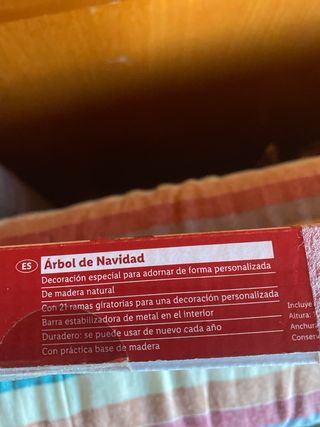 ES Árbol de Navidad
Decoración especial para adornar de forma personalizada
De madera natural
Con 21 ramas giratorias para una decoración personalizada
Barra estabilizadora de metal en el interior
Duradero: se puede usar de nuevo cada año
Con práctica base de madera
Incluye
Altura:
Anchur
Conserv